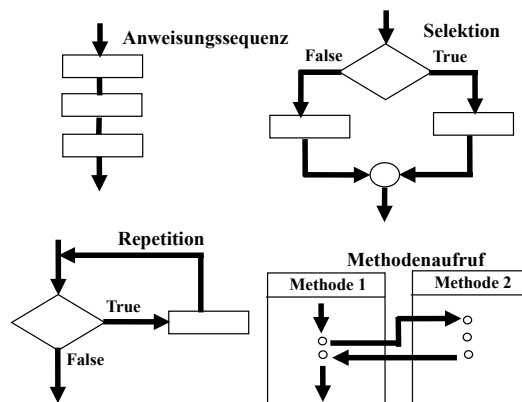 Anweisungssequenz
Selektion
False
True
Repetition
True
False
Methodenaufruf
Methode 1
Methode 2